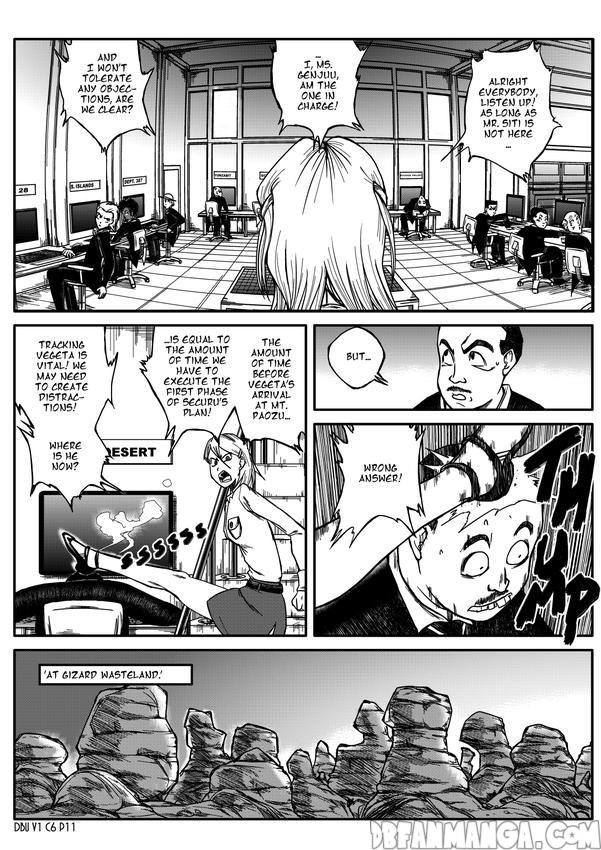 ALRIGHT
EVERYBODY,
LISTEN UP!
AS LONG AS
MR. SITI IS
NOT HERE
...
I, MS.
GENJUU,
AM THE
ONE IN
CHARGE!
AND
I WON'T
TOLERATE
ANY OBJEC-
TIONS, ARE
WE CLEAR?
28
S. ISLANDS
DEPT. 387
YUNZABIT
BUT...
WRONG
ANSWER!
THUMP
THE
AMOUNT
OF TIME
BEFORE
VEGETA'S
ARRIVAL
AT MT.
PAOZU...
...IS EQUAL
TO THE
AMOUNT OF
TIME WE
HAVE TO
EXECUTE THE
FIRST PHASE
OF SECURU'S
PLAN!
TRACKING
VEGETA IS
VITAL! WE
MAY NEED
TO CREATE
DISTRAC-
TIONS!
WHERE
IS HE
NOW?
DESERT
SSSSSS
'AT GIZARD WASTELAND.'
DBU V1 C6 P11
DBFANMANGA.COM